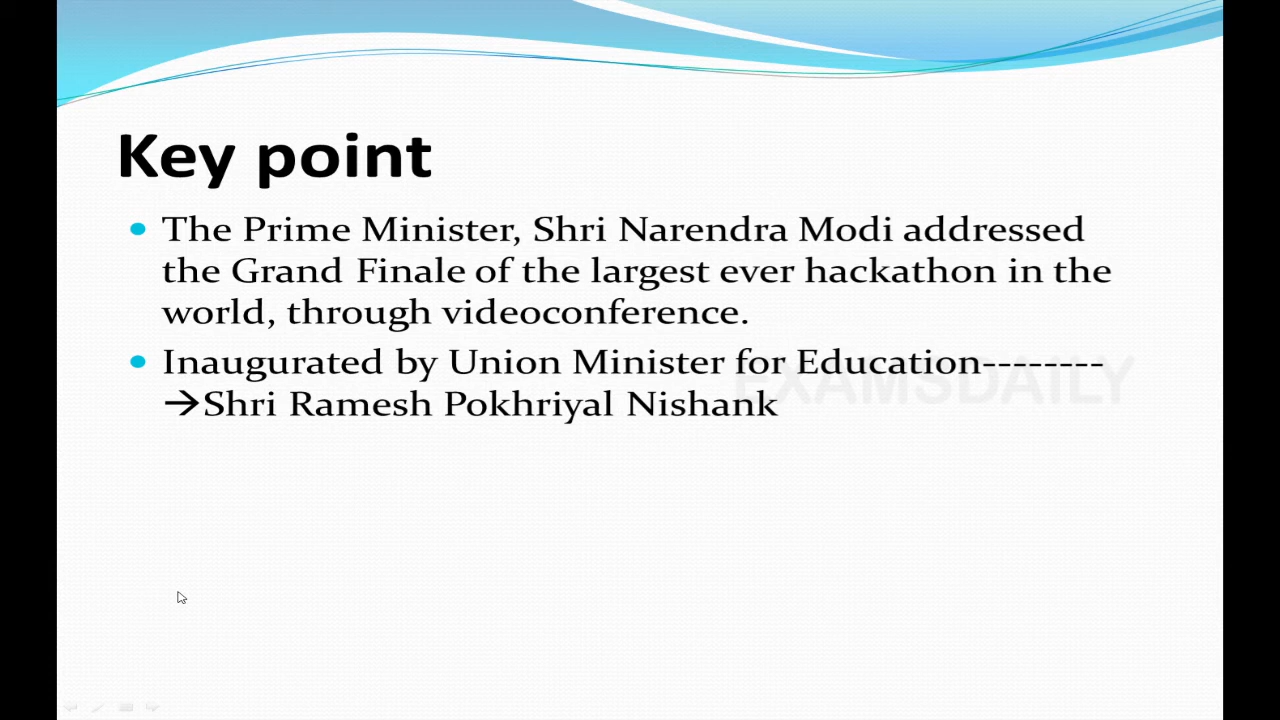 Key point
• The Prime Minister, Shri Narendra Modi addressed
the Grand Finale of the largest ever hackathon in the
world, through videoconference.
• Inaugurated by Union Minister for Education--------
→Shri Ramesh Pokhriyal Nishank
EXAMSDAILY